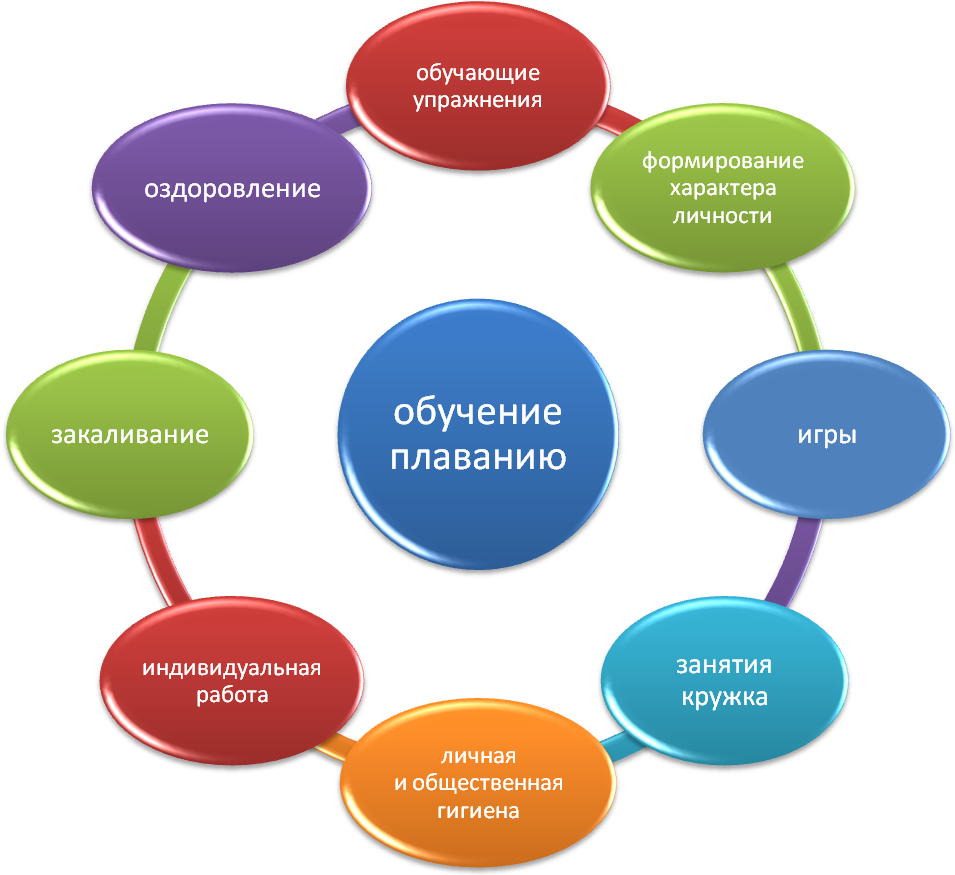 обучающие
упражнения
формирование
характера
личности
игры
занятия
кружка
личная
и общественная
гигиена
индивидуальная
работа
закаливание
оздоровление
обучение
плаванию